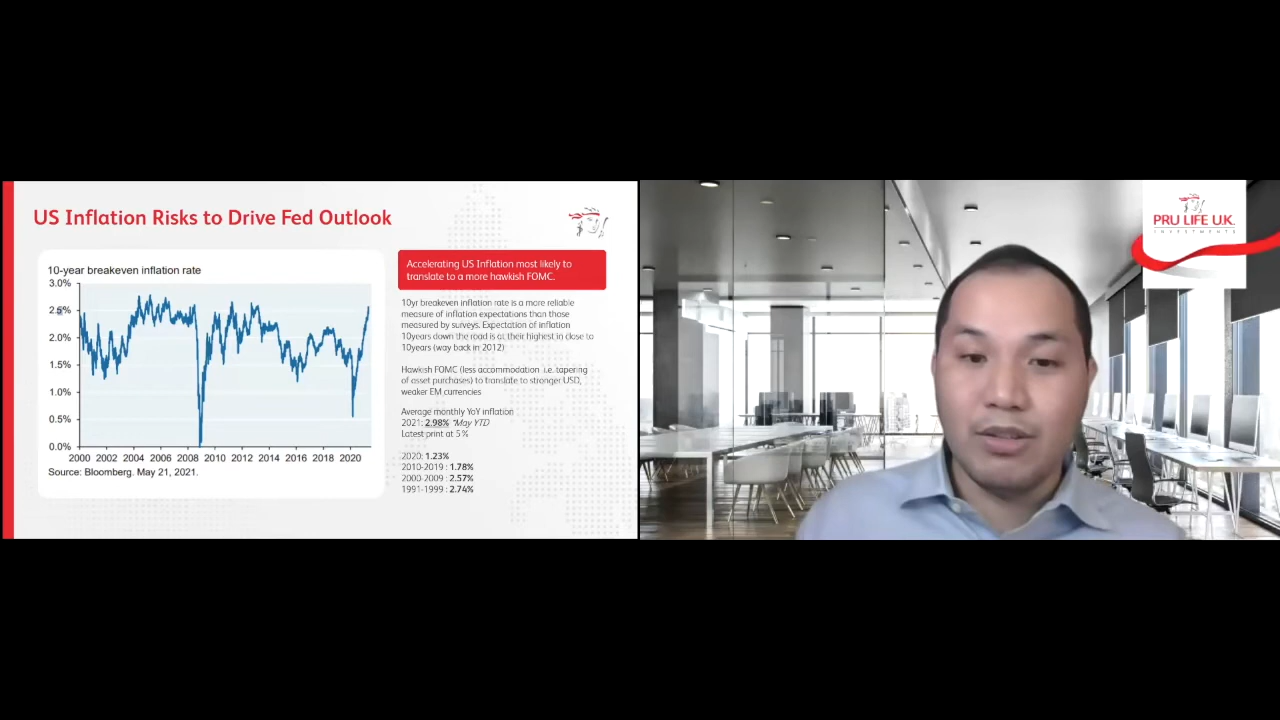 US Inflation Risks to Drive Fed Outlook
10-year breakeven inflation rate
3.0%
2.5%
2.0%
1.5%
1.0%
0.5%
0.0%
2000 2002 2004 2006 2008 2010 2012 2014 2016 2018 2020
Source: Bloomberg. May 21, 2021.
Accelerating US Inflation most likely to
translate to a more hawkish FOMC.
10yr breakeven inflation rate is a more reliable
measure of inflation expectations than those
measured by surveys. Expectation of inflation
10years down the road is at their highest in close to
10years (way back in 2012)
Hawkish FOMC (less accommodation i.e. tapering
of asset purchases) to translate to stronger USD,
weaker EM currencies
Average monthly YoY inflation
2021: 2.98% *May YTD
Latest print at 5%
2020: 1.23%
2010-2019 : 1.78%
2000-2009 : 2.57%
1991-1999 : 2.74%
PRU LIFE U.K.
INVESTMENTS